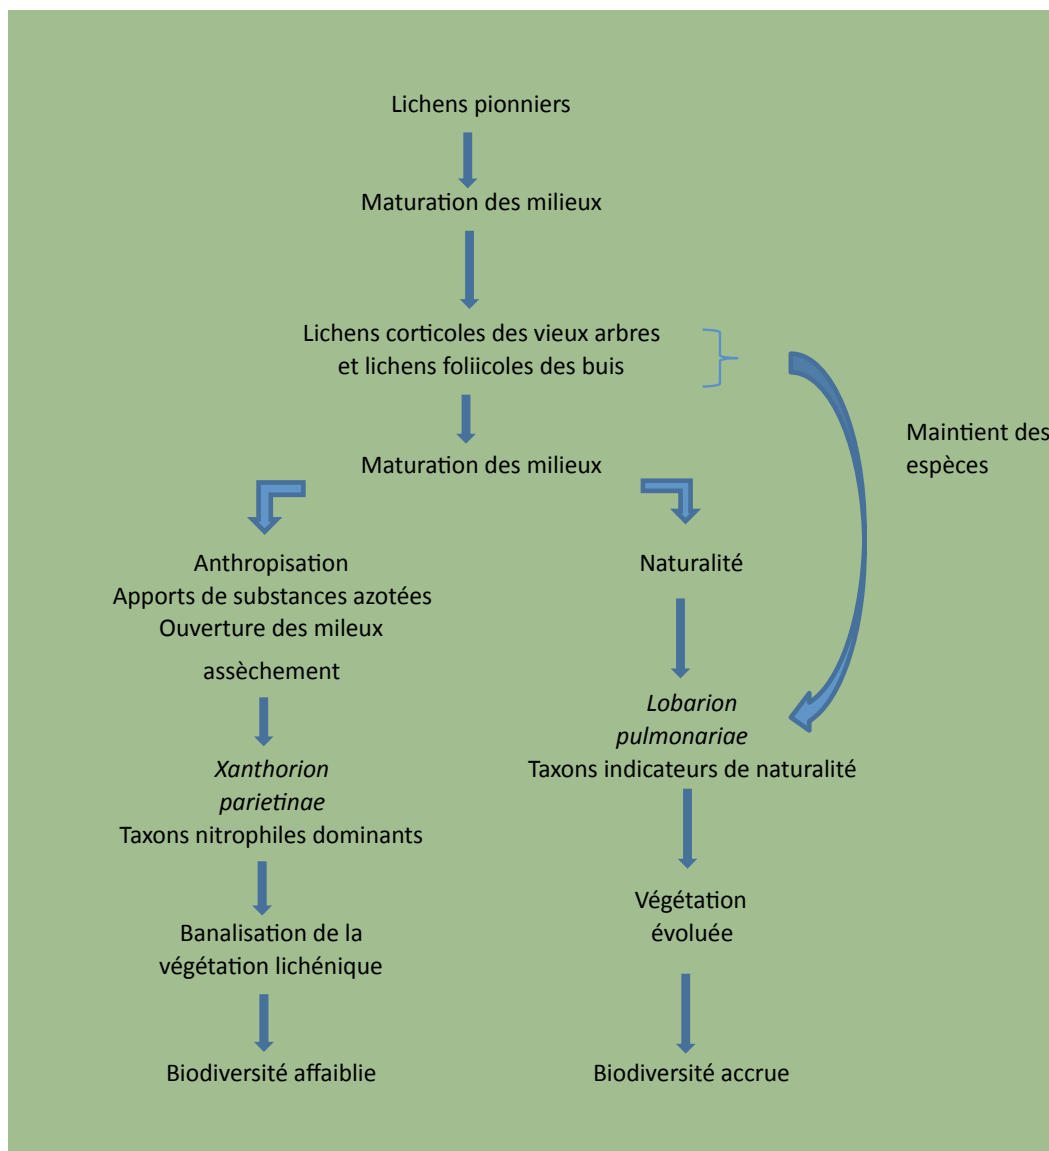 Lichens pionniers
Maturation des milieux
Lichens corticoles des vieux arbres
et lichens foliicoles des buis
Maintient des
espèces
Maturation des milieux
Anthropisation
Apports de substances azotées
Ouverture des mileux
assèchement
Xanthorion
parietinae
Taxons nitrophiles dominants
Banalisation de la
végétation lichénique
Biodiversité affaiblie
Naturalité
Lobarion
pulmonariae
Taxons indicateurs de naturalité
Végétation
évoluée
Biodiversité accrue